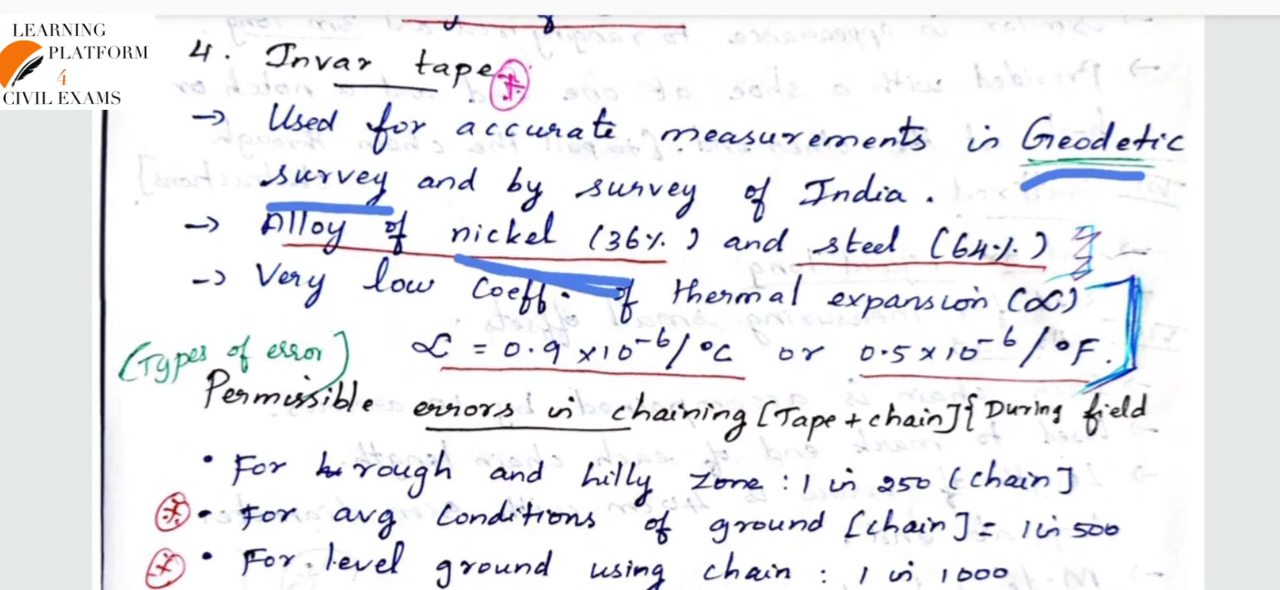 LEARNING
PLATFORM
4
CIVIL EXAMS
4. Invar tape
→ Used for accurate measurements in Geodetic
survey and by survey of India.
→ Alloy of nickel (36%.) and steel (64%.)
→ Very low coeff. of thermal expansion (α)
α = 0.9 x10⁻⁶/°C or 0.5x10⁻⁶/°F.
(Types of error)
Permissible errors in chaining [Tape + chain] { During field
• For rough and hilly zone : 1 in 250 [chain]
• For avg conditions of ground [chain] = 1 in 500
• For level ground using chain : 1 in 1000